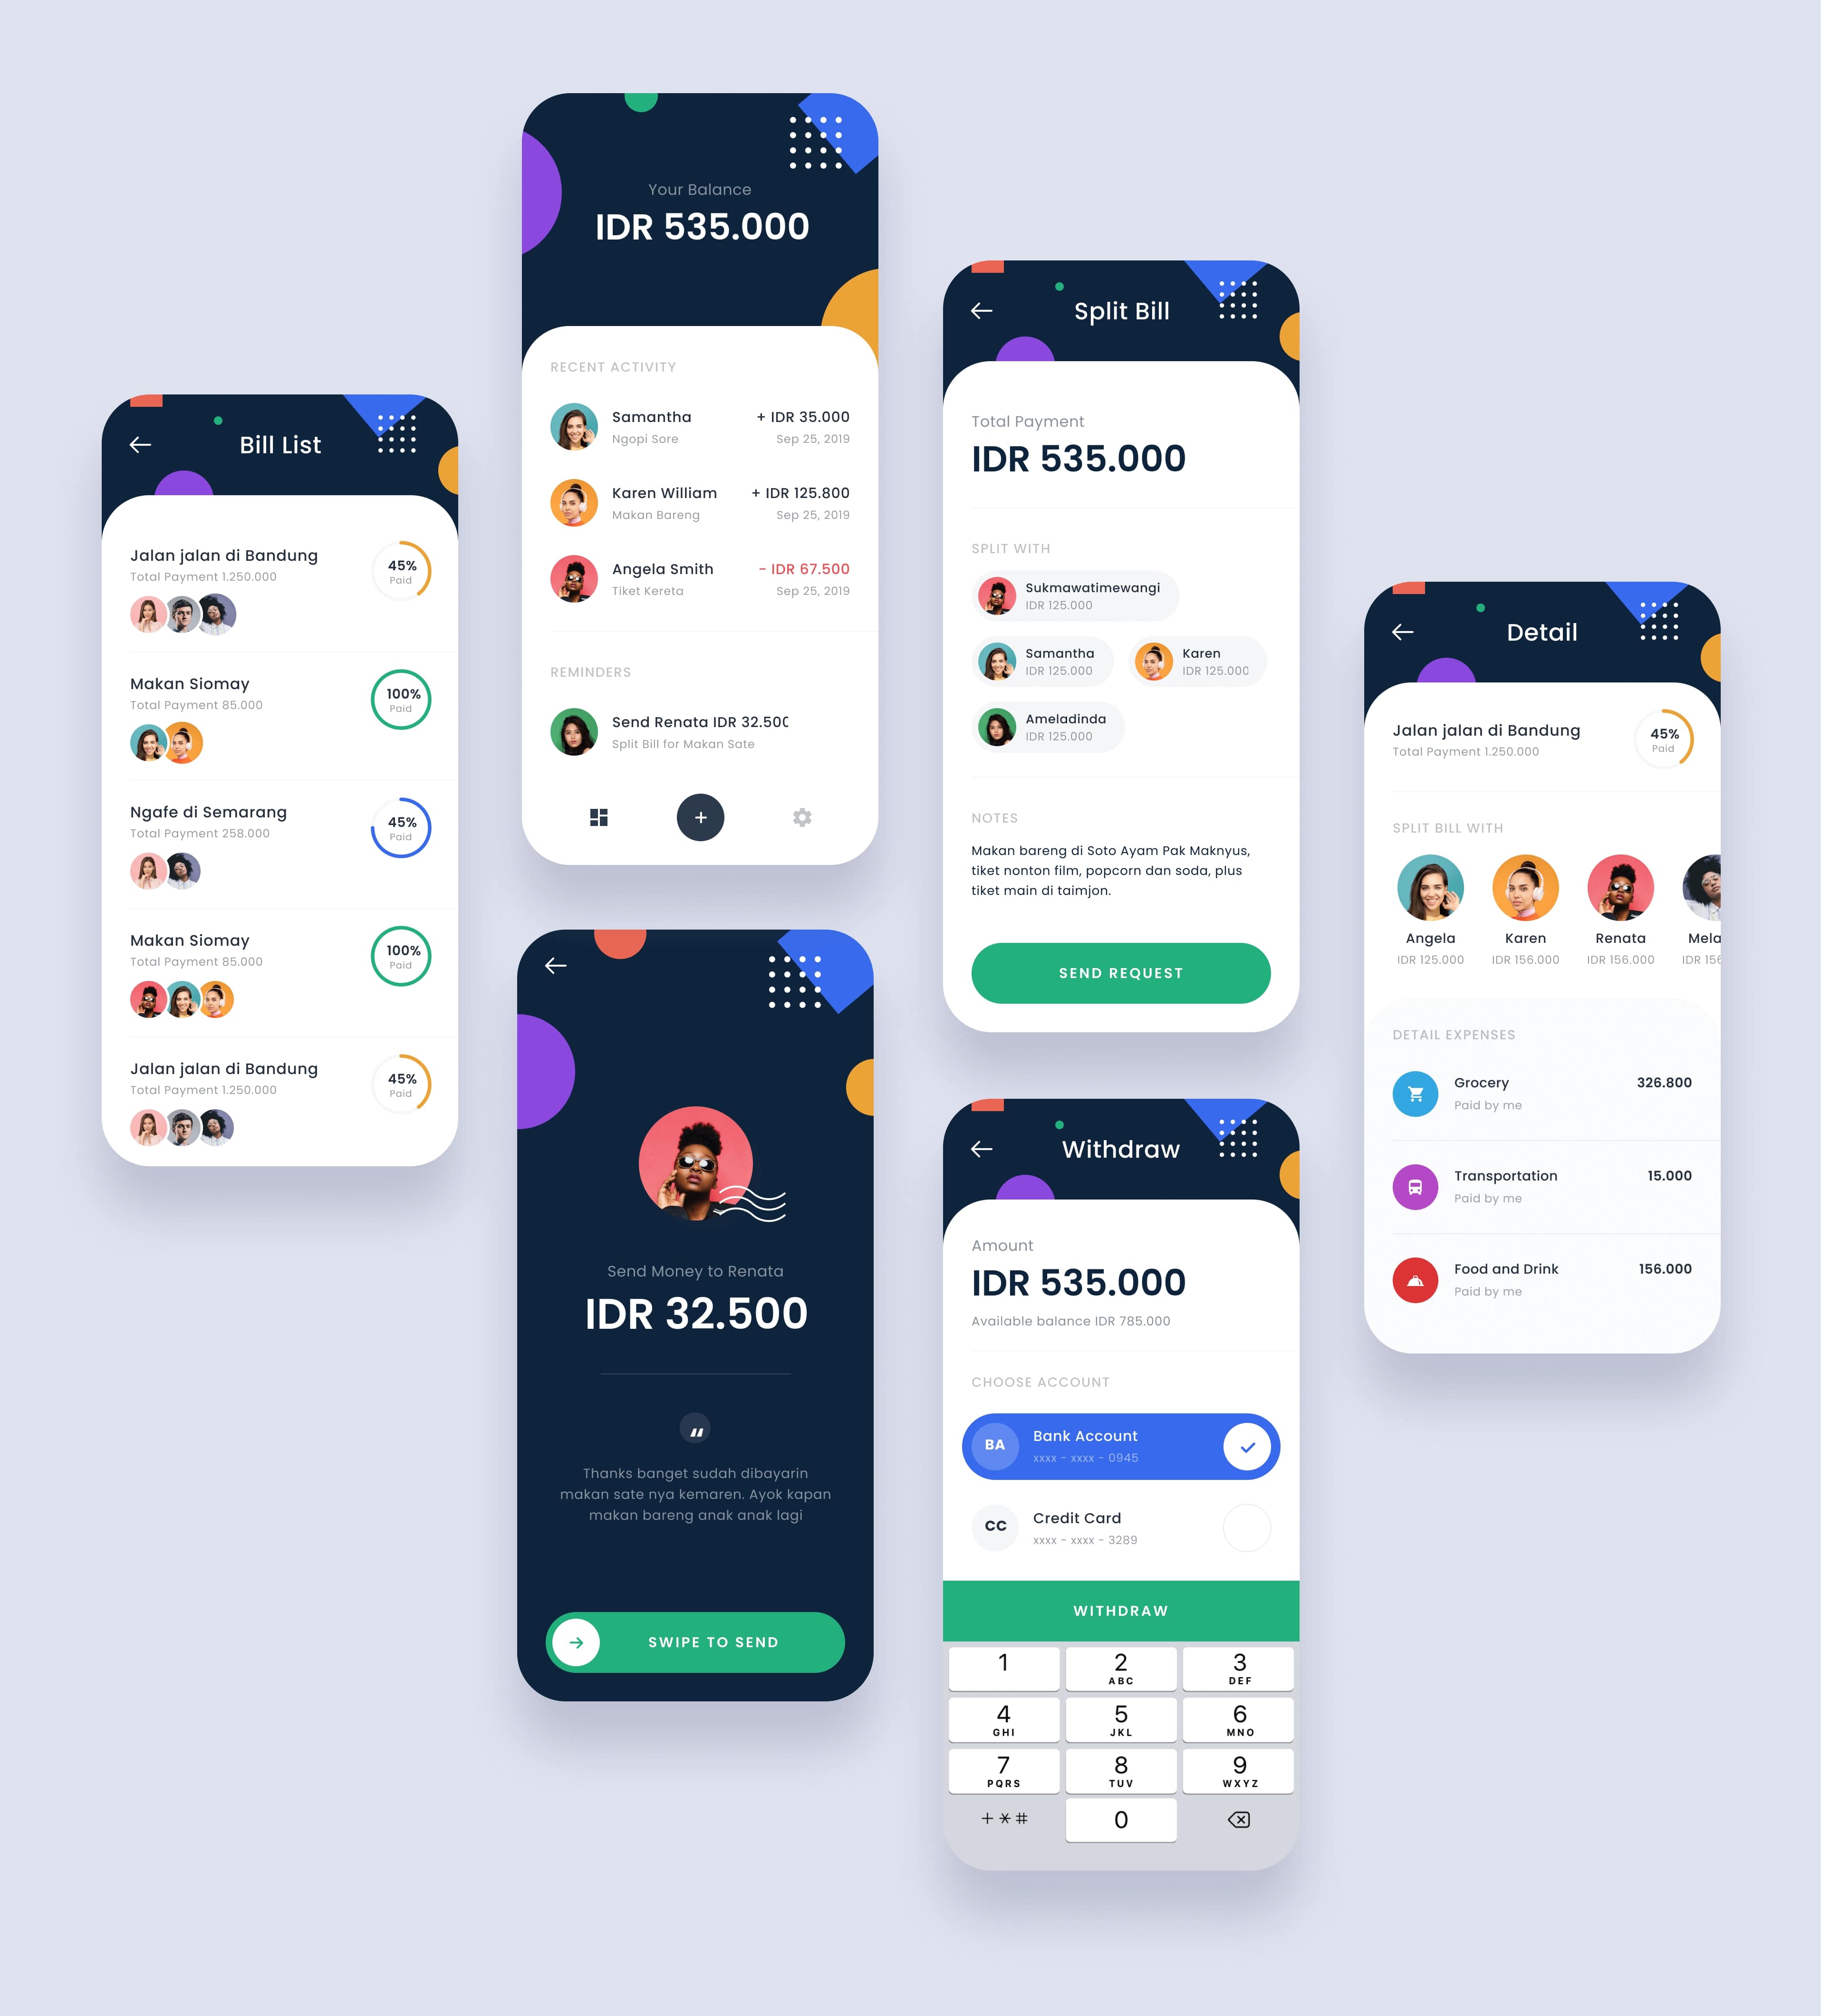 Bill List
Jalan jalan di Bandung
Total Payment 1.250.000
45%
Paid
Makan Siomay
Total Payment 85.000
100%
Paid
Ngafe di Semarang
Total Payment 258.000
45%
Paid
Makan Siomay
Total Payment 85.000
100%
Paid
Jalan jalan di Bandung
Total Payment 1.250.000
45%
Paid
Your Balance
IDR 535.000
RECENT ACTIVITY
Samantha + IDR 35.000
Ngopi Sore Sep 25, 2019
Karen William + IDR 125.800
Makan Bareng Sep 25, 2019
Angela Smith - IDR 67.500
Tiket Kereta Sep 25, 2019
REMINDERS
Send Renata IDR 32.500
Split Bill for Makan Sate
Send Money to Renata
IDR 32.500
Thanks banget sudah dibayarin
makan sate nya kemaren. Ayok kapan
makan bareng anak anak lagi
SWIPE TO SEND
Split Bill
Total Payment
IDR 535.000
SPLIT WITH
Sukmawatimewangi
IDR 125.000
Samantha
IDR 125.000
Karen
IDR 125.000
Ameladinda
IDR 125.000
NOTES
Makan bareng di Soto Ayam Pak Maknyus,
tiket nonton film, popcorn dan soda, plus
tiket main di taimjon.
SEND REQUEST
Withdraw
Amount
IDR 535.000
Available balance IDR 785.000
CHOOSE ACCOUNT
BA
Bank Account
xxxx - xxxx - 0945
CC
Credit Card
xxxx - xxxx - 3289
WITHDRAW
1 2 3
ABC DEF
4 5 6
GHI JKL MNO
7 8 9
PQRS TUV WXYZ
+ * # 0
Detail
Jalan jalan di Bandung
Total Payment 1.250.000
45%
Paid
SPLIT BILL WITH
Angela Karen Renata Mela
IDR 125.000 IDR 156.000 IDR 156.000 IDR 156
DETAIL EXPENSES
Grocery 326.800
Paid by me
Transportation 15.000
Paid by me
Food and Drink 156.000
Paid by me